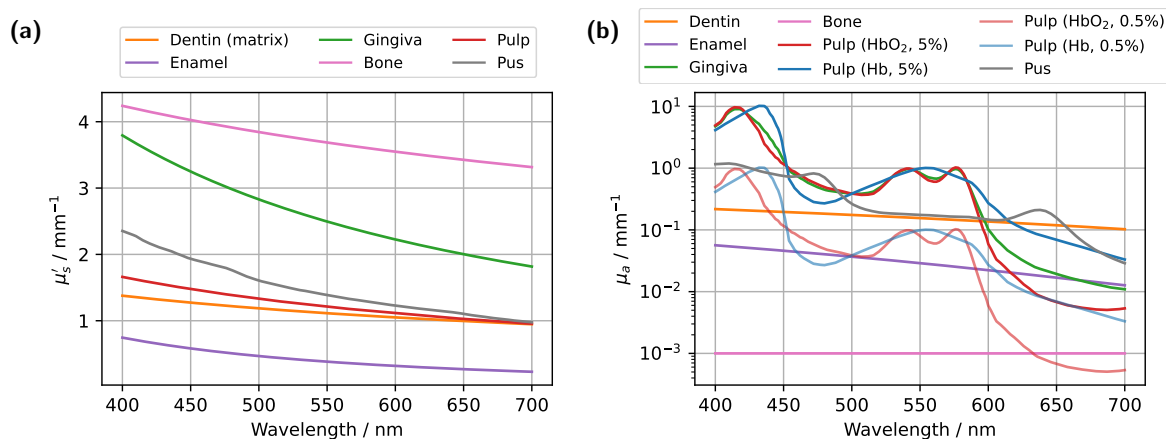 (a)
Dentin (matrix) Gingiva Pulp
Enamel Bone Pus
4
3
2
1
μ′ₛ / mm⁻¹
400 450 500 550 600 650 700
Wavelength / nm
(b)
Dentin Bone Pulp (HbO₂, 0.5%)
Enamel Pulp (HbO₂, 5%) Pulp (Hb, 0.5%)
Gingiva Pulp (Hb, 5%) Pus
10¹
10⁰
10⁻¹
10⁻²
10⁻³
μₐ / mm⁻¹
400 450 500 550 600 650 700
Wavelength / nm